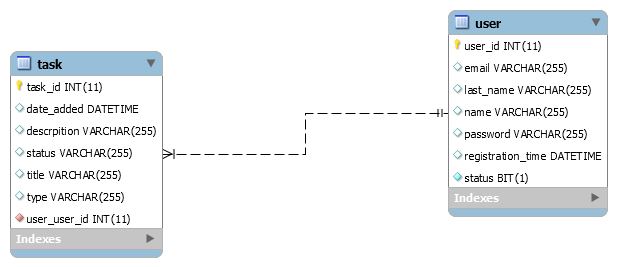 task
task_id INT(11)
date_added DATETIME
descrpition VARCHAR(255)
status VARCHAR(255)
title VARCHAR(255)
type VARCHAR(255)
user_user_id INT(11)
Indexes
user
user_id INT(11)
email VARCHAR(255)
last_name VARCHAR(255)
name VARCHAR(255)
password VARCHAR(255)
registration_time DATETIME
status BIT(1)
Indexes